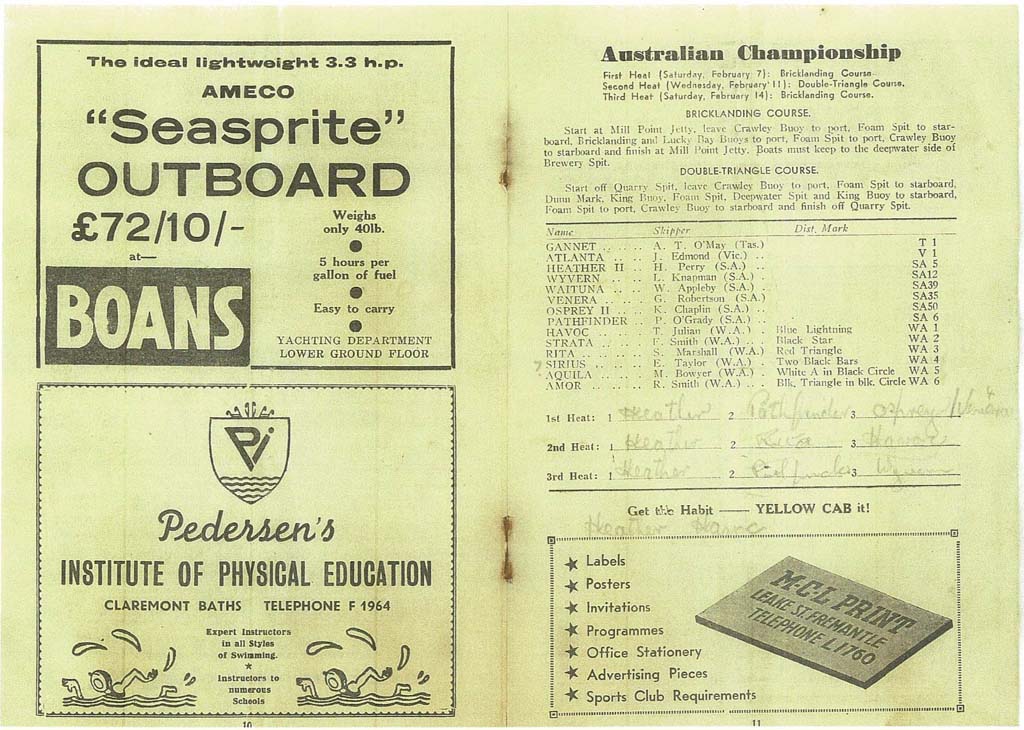 The ideal lightweight 3.3 h.p.
AMECO
"Seasprite"
OUTBOARD
£72/10/-
at—
BOANS
Weighs
only 40lb.
5 hours per
gallon of fuel
Easy to carry
YACHTING DEPARTMENT
LOWER GROUND FLOOR
PI
Pedersen's
INSTITUTE OF PHYSICAL EDUCATION
CLAREMONT BATHS TELEPHONE F 1964
Expert Instructors
in all Styles
of Swimming.
★
Instructors to
numerous
Schools
10
Australian Championship
First Heat (Saturday, February 7): Bricklanding Course
Second Heat (Wednesday, February 11): Double-Triangle Course.
Third Heat (Saturday, February 14): Bricklanding Course.
BRICKLANDING COURSE.
Start at Mill Point Jetty, leave Crawley Buoy to port, Foam Spit to star-
board, Bricklanding and Lucky Bay Buoys to port, Foam Spit to port, Crawley Buoy
to starboard and finish at Mill Point Jetty. Boats must keep to the deepwater side of
Brewery Spit.
DOUBLE-TRIANGLE COURSE.
Start off Quarry Spit, leave Crawley Buoy to port, Foam Spit to starboard,
Dunn Mark, King Buoy, Foam Spit, Deepwater Spit and King Buoy to starboard,
Foam Spit to port, Crawley Buoy to starboard and finish off Quarry Spit.
Name Skipper Dist. Mark
GANNET .. .. .. A. T. O'May (Tas.) T 1
ATLANTA .. .. .. J. Edmond (Vic.) .. V 1
HEATHER II .. .. H. Perry (S.A.) .. SA 5
WYVERN .. .. .. L. Knapman (S.A.) .. SA12
WAITUNA .. .. .. W. Appleby (S.A.) SA39
VENERA .. .. .. G. Robertson (S.A.) SA35
OSPREY II .. .. K. Chaplin (S.A.) .. SA50
PATHFINDER .. .. P. O'Grady (S.A.) .. SA 6
HAVOC .. .. .. T. Julian (W.A.) .. Blue Lightning WA 1
STRATA .. .. .. F. Smith (W.A.) .. Black Star WA 2
RITA .. .. .. S. Marshall (W.A.) Red Triangle WA 3
SIRIUS .. .. .. E. Taylor (W.A.) .. Two Black Bars WA 4
AQUILA .. .. .. M. Bowyer (W.A.) .. White A in Black Circle WA 5
AMOR .. .. .. R. Smith (W.A.) .. Blk. Triangle in blk. Circle WA 6
1st Heat: 1 Heather 2 Pathfinder 3 Osprey / Venera
2nd Heat: 1 Heather 2 3
3rd Heat: 1 Heather 2 3 Wyvern
Get the Habit —— YELLOW CAB it!
Heather
★ Labels
★ Posters
★ Invitations
★ Programmes
★ Office Stationery
★ Advertising Pieces
★ Sports Club Requirements
M·C·L PRINT
LEAKE ST. FREMANTLE
TELEPHONE L1760
11